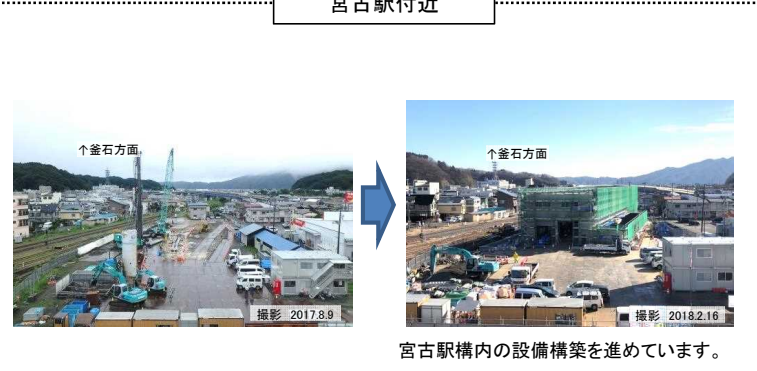 宮古駅付近
↑釜石方面
撮影 2017.8.9
↑釜石方面
撮影 2018.2.16
宮古駅構内の設備構築を進めています。